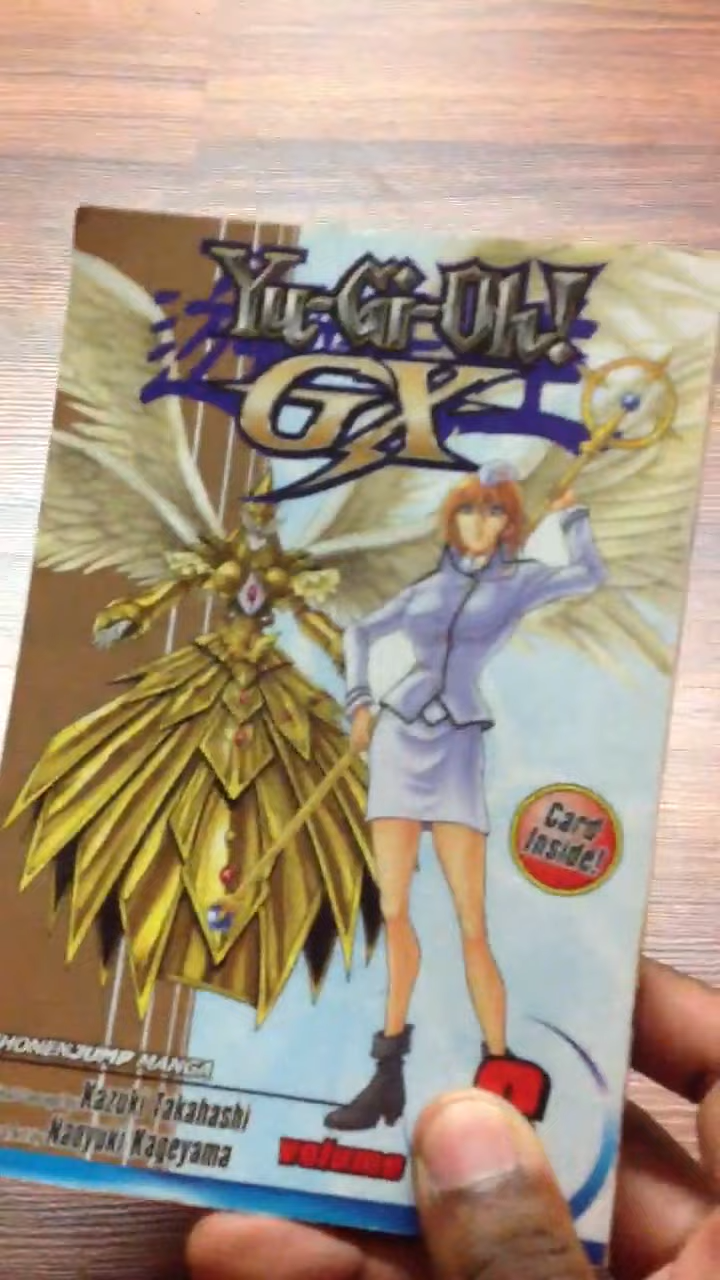 Yu-Gi-Oh!
GX
Card
Inside!
SHONEN JUMP MANGA
Kazuki Takahashi
Naoyuki Kageyama
volume